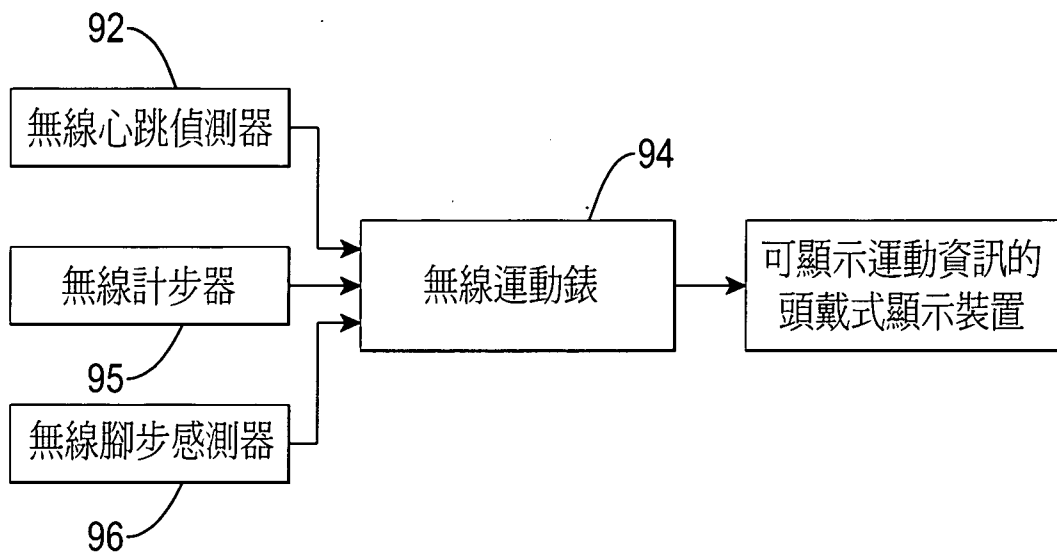 92
無線心跳偵測器
94
無線計步器
95
無線運動錶
可顯示運動資訊的
頭戴式顯示裝置
無線腳步感測器
96